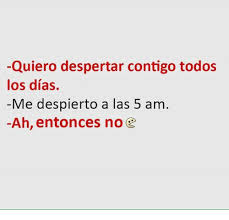 -Quiero despertar contigo todos
los días.
-Me despierto a las 5 am.
-Ah, entonces no